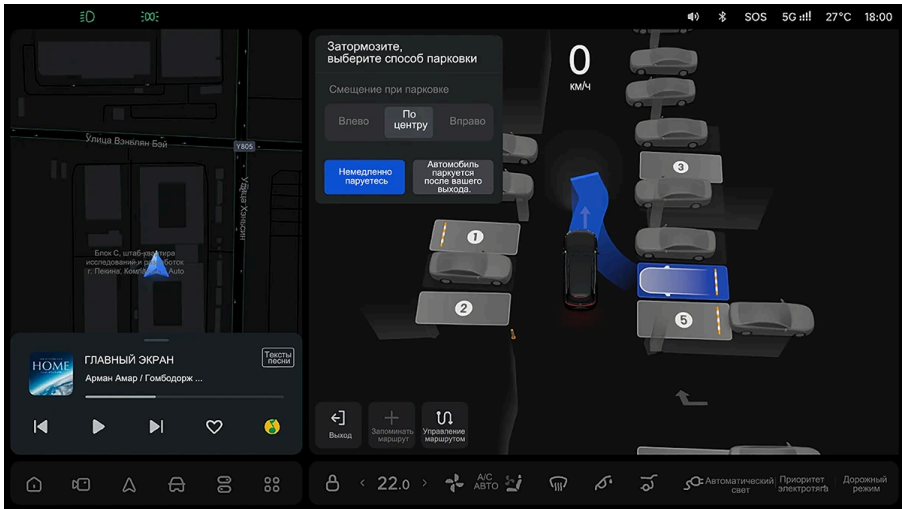 SOS
5G
27°C
18:00
Затормозите,
выберите способ парковки
Смещение при парковке
Влево
По
центру
Вправо
Немедленно
паруетесь
Автомобиль
паркуется
после вашего
выхода.
0
км/ч
Улица Вэньлян Бэй
Y805
Улица Хэньсин
Блок С, штаб-квартира
исследований и разработок
г. Пекина: Auto
1
2
3
5
HOME
ГЛАВНЫЙ ЭКРАН
Арман Амар / Гомбодорж ...
Тексты
песни
Выход
Запоминать
маршрут
Управление
маршрутом
22.0
A/C
АВТО
Автоматический
свет
Приоритет
электротяги
Дорожный
режим